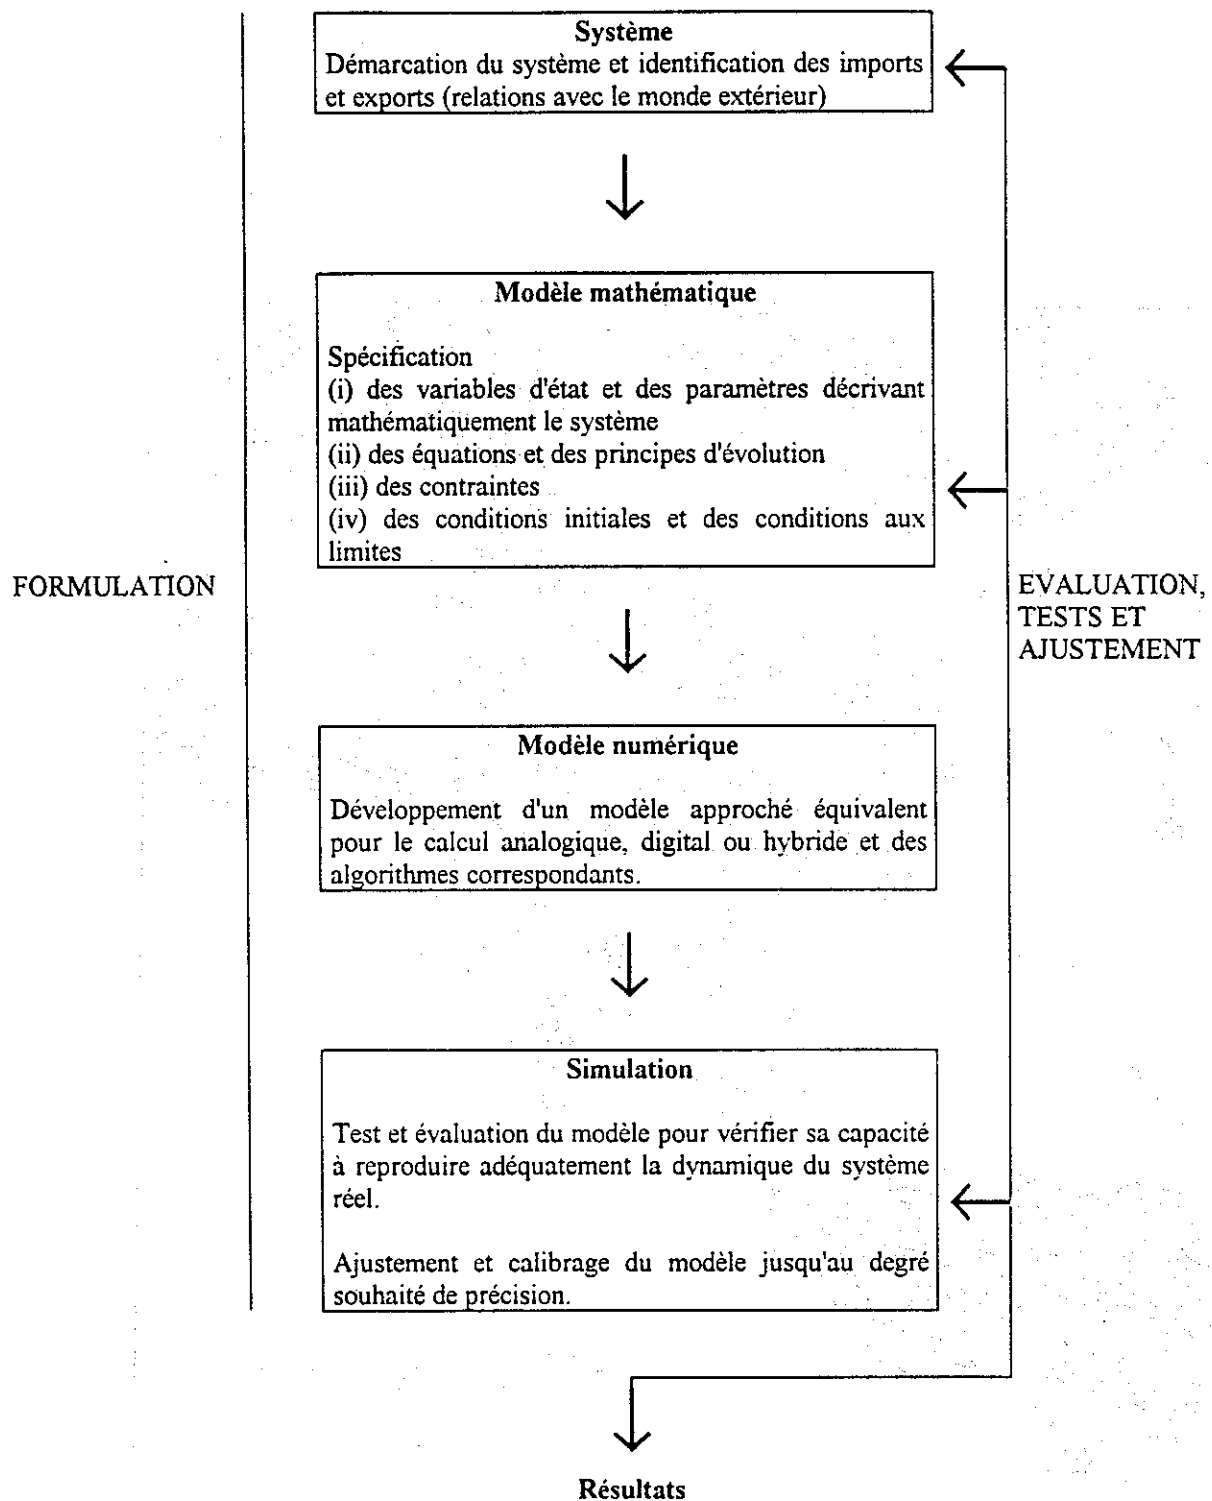 Système
Démarcation du système et identification des imports
et exports (relations avec le monde extérieur)
Modèle mathématique
Spécification
(i) des variables d'état et des paramètres décrivant
mathématiquement le système
(ii) des équations et des principes d'évolution
(iii) des contraintes
(iv) des conditions initiales et des conditions aux
limites
FORMULATION
EVALUATION,
TESTS ET
AJUSTEMENT
Modèle numérique
Développement d'un modèle approché équivalent
pour le calcul analogique, digital ou hybride et des
algorithmes correspondants.
Simulation
Test et évaluation du modèle pour vérifier sa capacité
à reproduire adéquatement la dynamique du système
réel.
Ajustement et calibrage du modèle jusqu'au degré
souhaité de précision.
Résultats